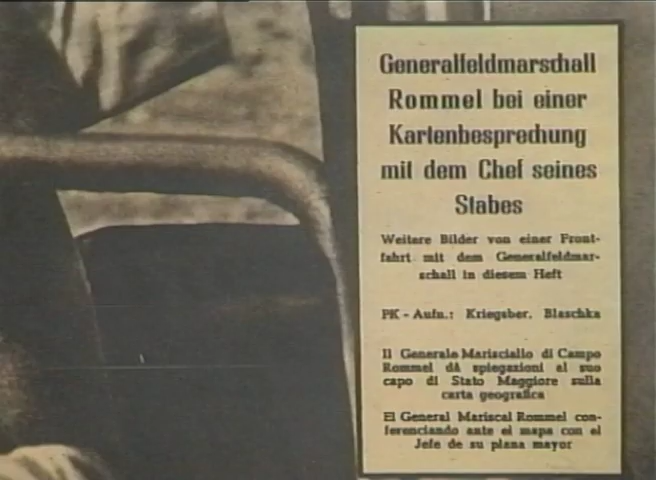 Generalfeldmarschall
Rommel bei einer
Kartenbesprechung
mit dem Chef seines
Stabes
Weitere Bilder von einer Front-
fahrt mit dem Generalfeldmar-
schall in diesem Heft
PK - Aufn.: Kriegsber. Blaschka
Il Generale Marisciallo di Campo
Rommel dà spiegazioni al suo
capo di Stato Maggiore sulla
carta geografica
El General Mariscal Rommel con-
ferenciando ante el mapa con el
Jefe de su plana mayor